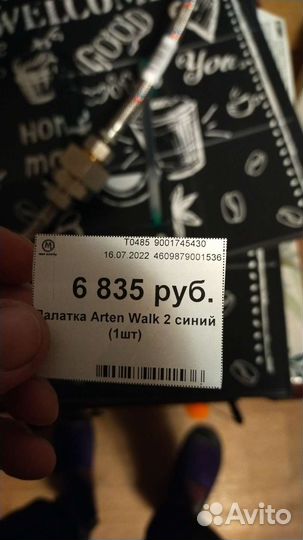 WELCOME
GOOD
You
T0485 9001745430
16.07.2022 4609879001536
6 835 руб.
Палатка Arten Walk 2 синий
(1шт)
Avito